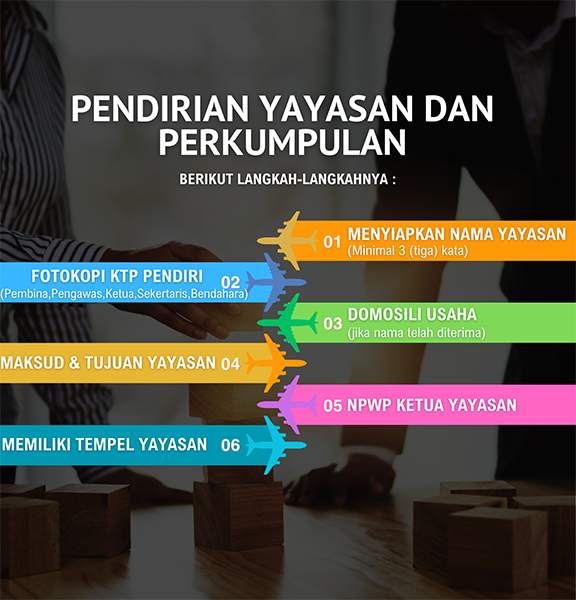 PENDIRIAN YAYASAN DAN
PERKUMPULAN
BERIKUT LANGKAH-LANGKAHNYA :
01 MENYIAPKAN NAMA YAYASAN
(Minimal 3 (tiga) kata)
FOTOKOPI KTP PENDIRI 02
(Pembina,Pengawas,Ketua,Sekertaris,Bendahara)
03 DOMOSILI USAHA
(jika nama telah diterima)
MAKSUD & TUJUAN YAYASAN 04
05 NPWP KETUA YAYASAN
MEMILIKI TEMPEL YAYASAN 06